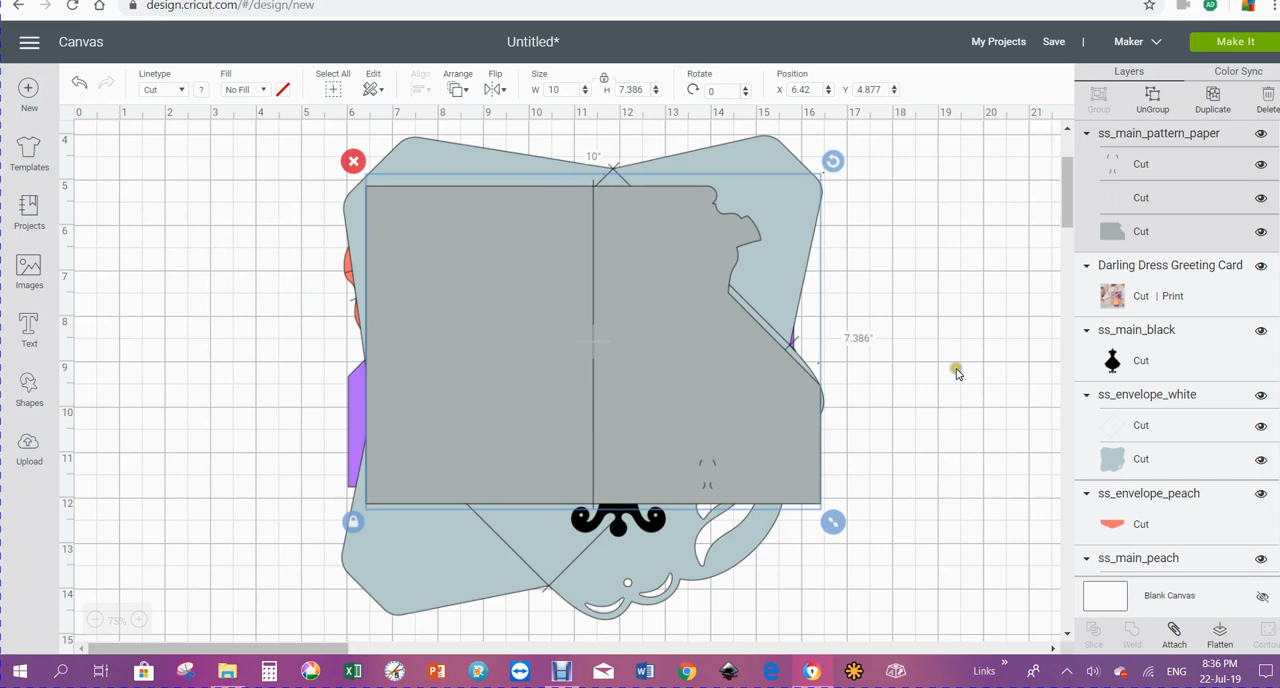 design.cricut.com/#/design/new
Canvas
Untitled*
My Projects
Save
|
Maker
Make It
Linetype
Cut
?
Fill
No Fill
Select All
Edit
Align
Arrange
Flip
Size
W 10
H 7.386
Rotate
0
Position
X 6.42
Y 4.877
Layers
Color Sync
New
Templates
Projects
Images
Text
Shapes
Upload
0 1 2 3 4 5 6 7 8 9 10 11 12 13 14 15 16 17 18 19 20 21
4
5
6
7
8
9
10
11
12
13
14
15
10"
7.386"
75%
Group
UnGroup
Duplicate
Delet
ss_main_pattern_paper
Cut
Cut
Cut
Darling Dress Greeting Card
Cut | Print
ss_main_black
Cut
ss_envelope_white
Cut
Cut
ss_envelope_peach
Cut
ss_main_peach
Blank Canvas
Slice
Weld
Attach
Flatten
Contou
Links
»
ENG
8:36 PM
22-Jul-19